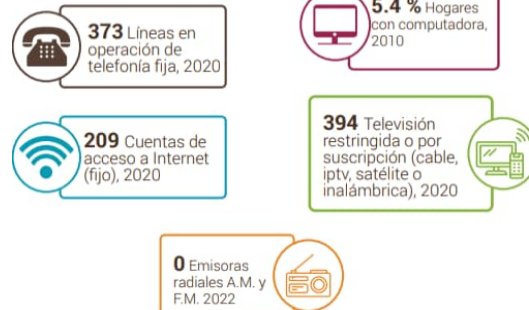 373 Líneas en
operación de
telefonía fija, 2020
5.4 % Hogares
con computadora,
2010
209 Cuentas de
acceso a Internet
(fijo), 2020
394 Televisión
restringida o por
suscripción (cable,
iptv, satélite o
inalámbrica), 2020
0 Emisoras
radiales A.M. y
F.M. 2022